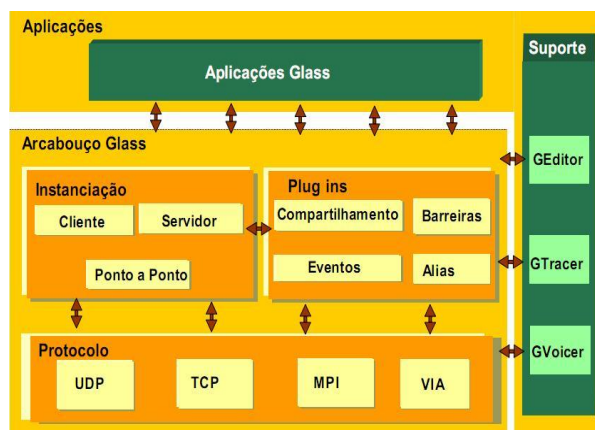 Aplicações
Aplicações Glass
Suporte
Arcabouço Glass
GEditor
Instanciação
Plug ins
Cliente
Servidor
Compartilhamento
Barreiras
Ponto a Ponto
Eventos
Alias
GTracer
Protocolo
GVoicer
UDP
TCP
MPI
VIA